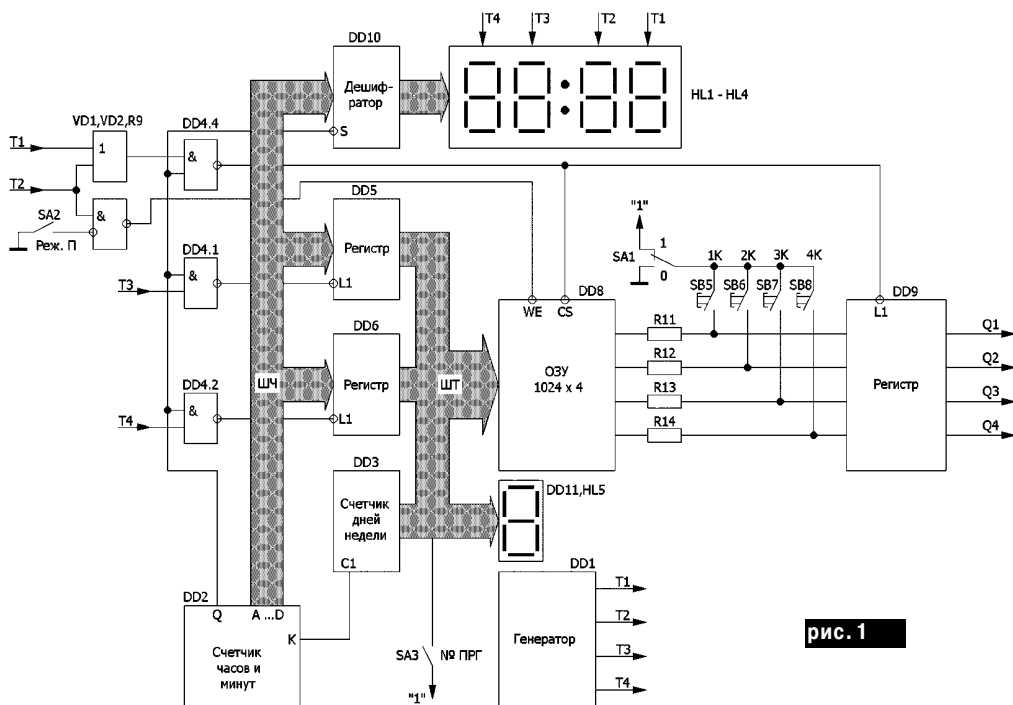 T4 T3 T2 T1
DD10
Дешиф-
ратор
S
HL1 - HL4
VD1,VD2,R9
DD4.4
T1
1
&
T2
&
SA2
Реж. П
DD5
Регистр
L1
"1"
SA1
1
0
1K 2K 3K 4K
SB5 SB6 SB7 SB8
DD4.1
&
T3
DD8
WE CS
ОЗУ
1024 x 4
R11
R12
R13
R14
DD9
L1
Регистр
Q1
Q2
Q3
Q4
DD6
Регистр
L1
ШЧ
ШТ
DD4.2
&
T4
DD3
Счетчик
дней
недели
C1
DD11,HL5
DD2
Q A ...D
K
Счетчик
часов и
минут
SA3
№ ПРГ
"1"
DD1
Генератор
T1
T2
T3
T4
рис. 1